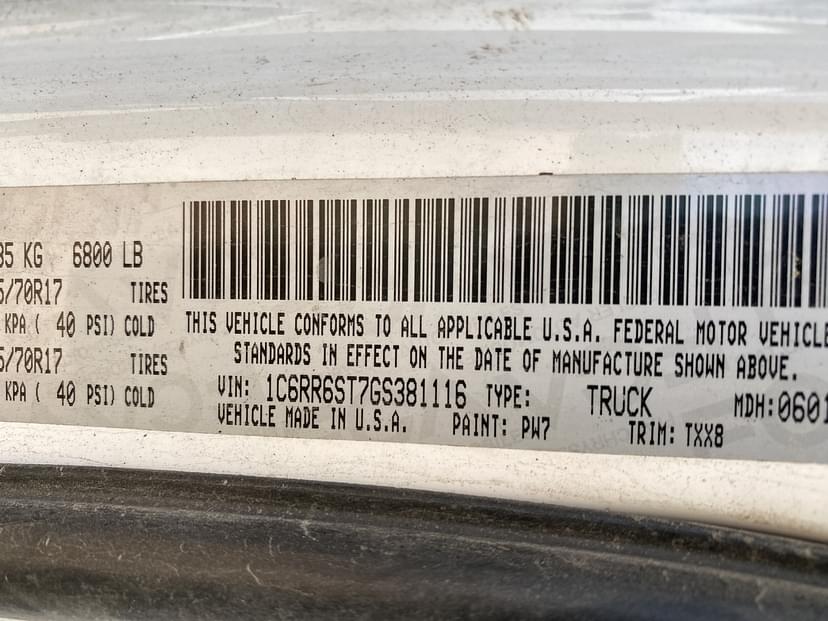 85 KG 6800 LB
5/70R17 TIRES
KPA ( 40 PSI) COLD
5/70R17 TIRES
KPA ( 40 PSI) COLD
THIS VEHICLE CONFORMS TO ALL APPLICABLE U.S.A. FEDERAL MOTOR VEHICLE
STANDARDS IN EFFECT ON THE DATE OF MANUFACTURE SHOWN ABOVE.
VIN: 1C6RR6ST7GS381116 TYPE: TRUCK MDH: 0601
VEHICLE MADE IN U.S.A. PAINT: PW7 TRIM: TXX8